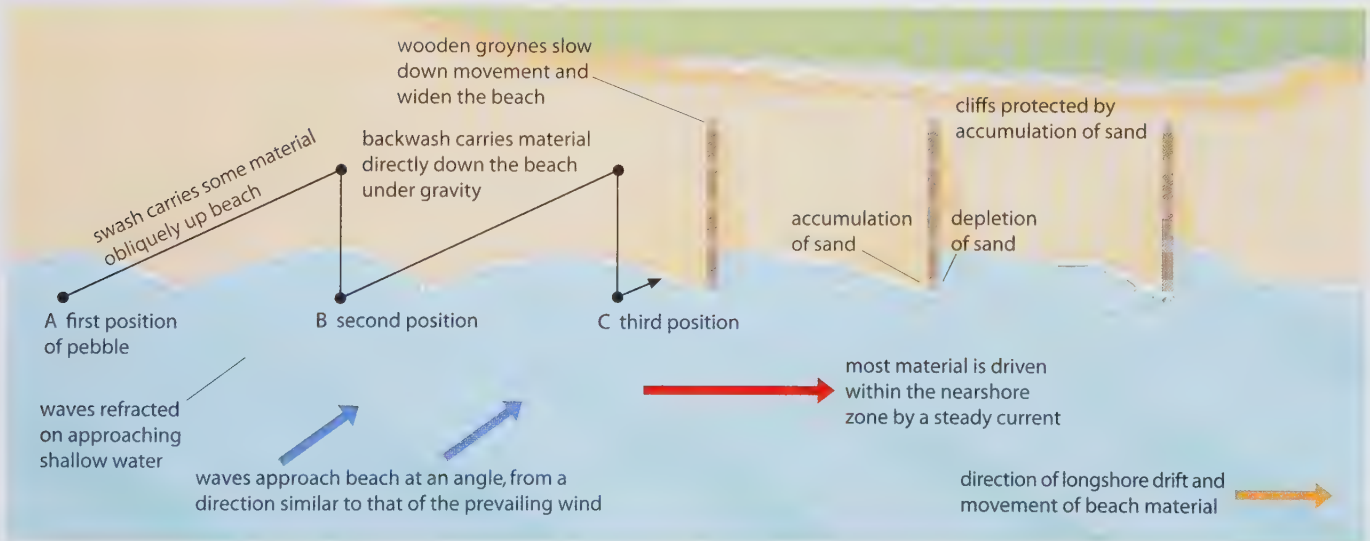 wooden groynes slow
down movement and
widen the beach
cliffs protected by
accumulation of sand
swash carries some material
obliquely up beach
backwash carries material
directly down the beach
under gravity
accumulation
of sand
depletion
of sand
A first position
of pebble
B second position
C third position
waves refracted
on approaching
shallow water
most material is driven
within the nearshore
zone by a steady current
waves approach beach at an angle, from a
direction similar to that of the prevailing wind
direction of longshore drift and
movement of beach material